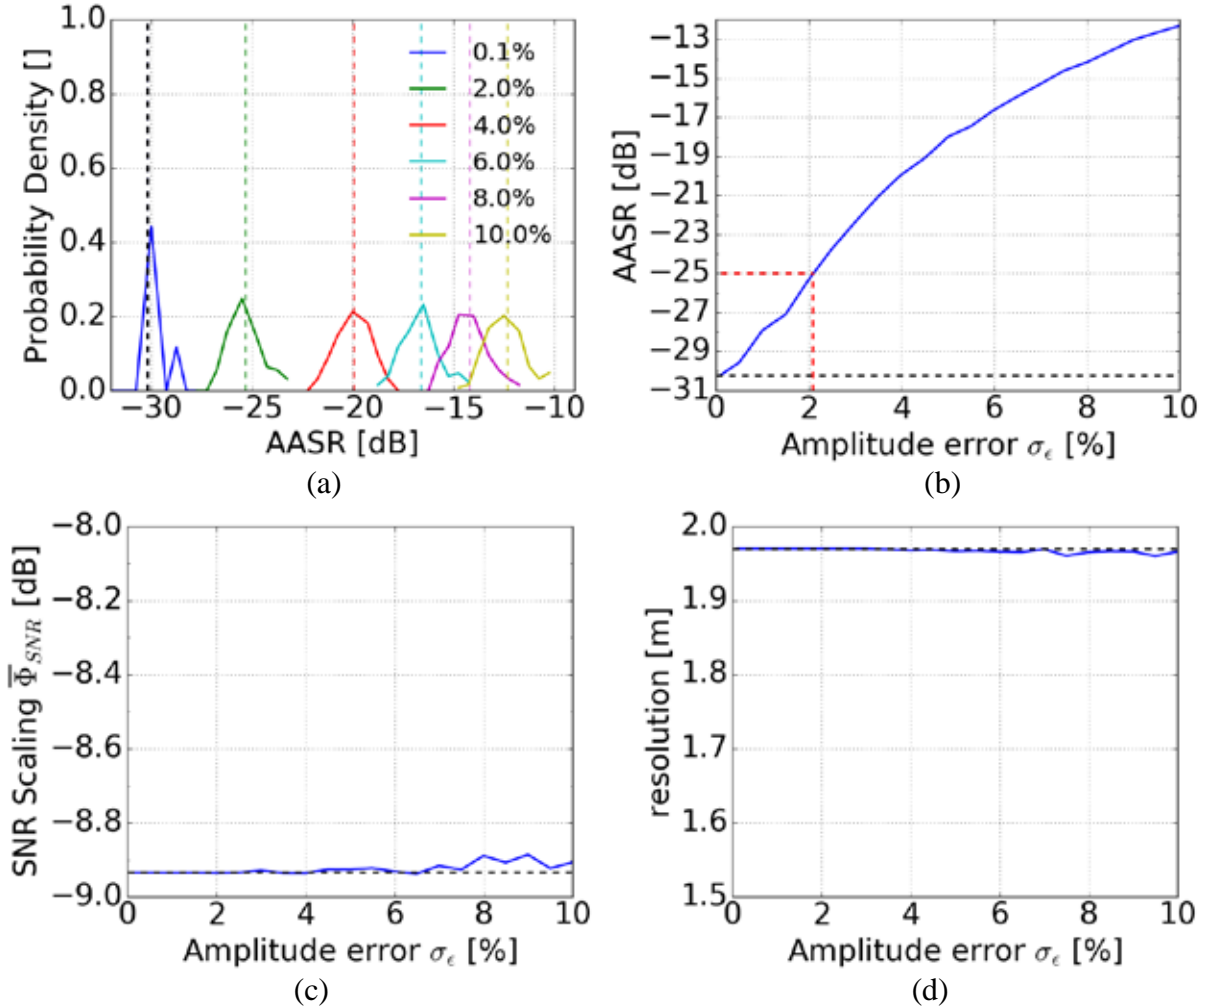 Probability Density []
1.0
0.8
0.6
0.4
0.2
0.0
0.1%
2.0%
4.0%
6.0%
8.0%
10.0%
−30 −25 −20 −15 −10
AASR [dB]
(a)
AASR [dB]
−13
−15
−17
−19
−21
−23
−25
−27
−29
−31
0 2 4 6 8 10
Amplitude error σϵ [%]
(b)
SNR Scaling Φ̅SNR [dB]
−8.0
−8.2
−8.4
−8.6
−8.8
−9.0
0 2 4 6 8 10
Amplitude error σϵ [%]
(c)
resolution [m]
2.0
1.9
1.8
1.7
1.6
1.5
0 2 4 6 8 10
Amplitude error σϵ [%]
(d)